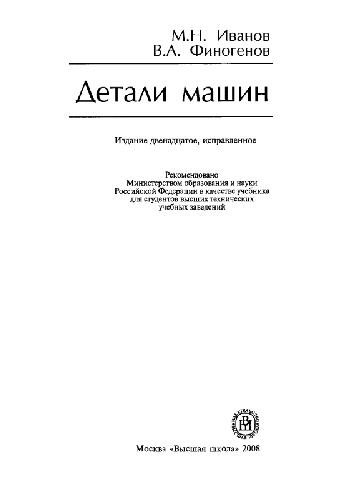 М.Н. Иванов
В.А. Финогенов
Детали машин
Издание двенадцатое, исправленное
Рекомендовано
Министерством образования и науки
Российской Федерации в качестве учебника
для студентов высших технических
учебных заведений
Москва «Высшая школа» 2008